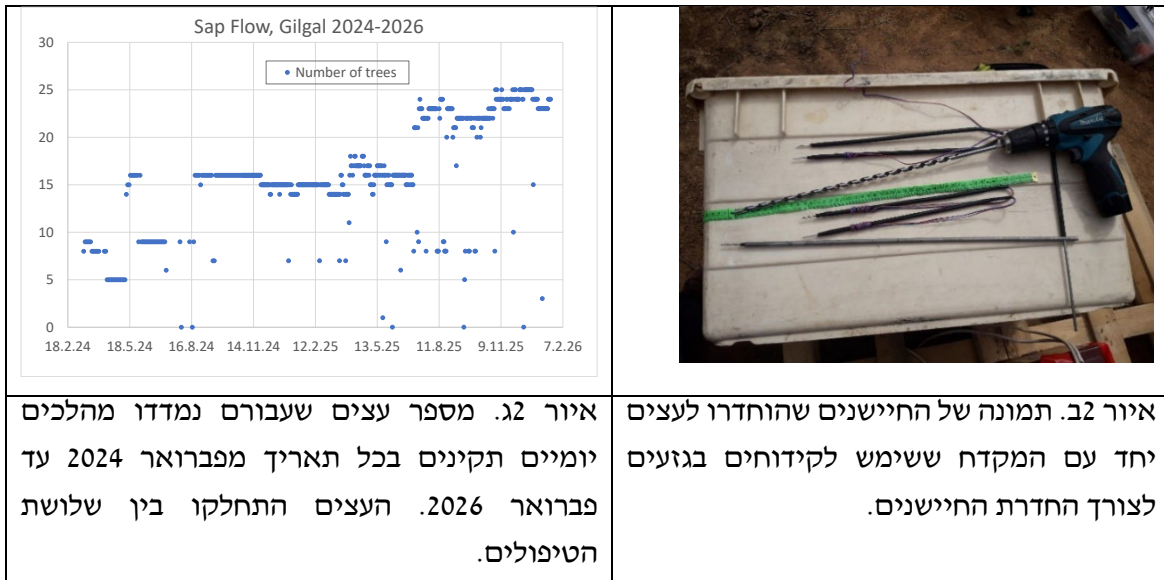 Sap Flow, Gilgal 2024-2026
Number of trees
30
25
20
15
10
5
0
18.2.24 18.5.24 16.8.24 14.11.24 12.2.25 13.5.25 11.8.25 9.11.25 7.2.26
makita
איור 2ב. תמונה של החיישנים שהוחדרו לעצים
יחד עם המקדח ששימש לקידוחים בגזעים
לצורך החדרת החיישנים.
איור 2ג. מספר עצים שעבורם נמדדו מהלכים
יומיים תקינים בכל תאריך מפברואר 2024 עד
פברואר 2026. העצים התחלקו בין שלושת
הטיפולים.